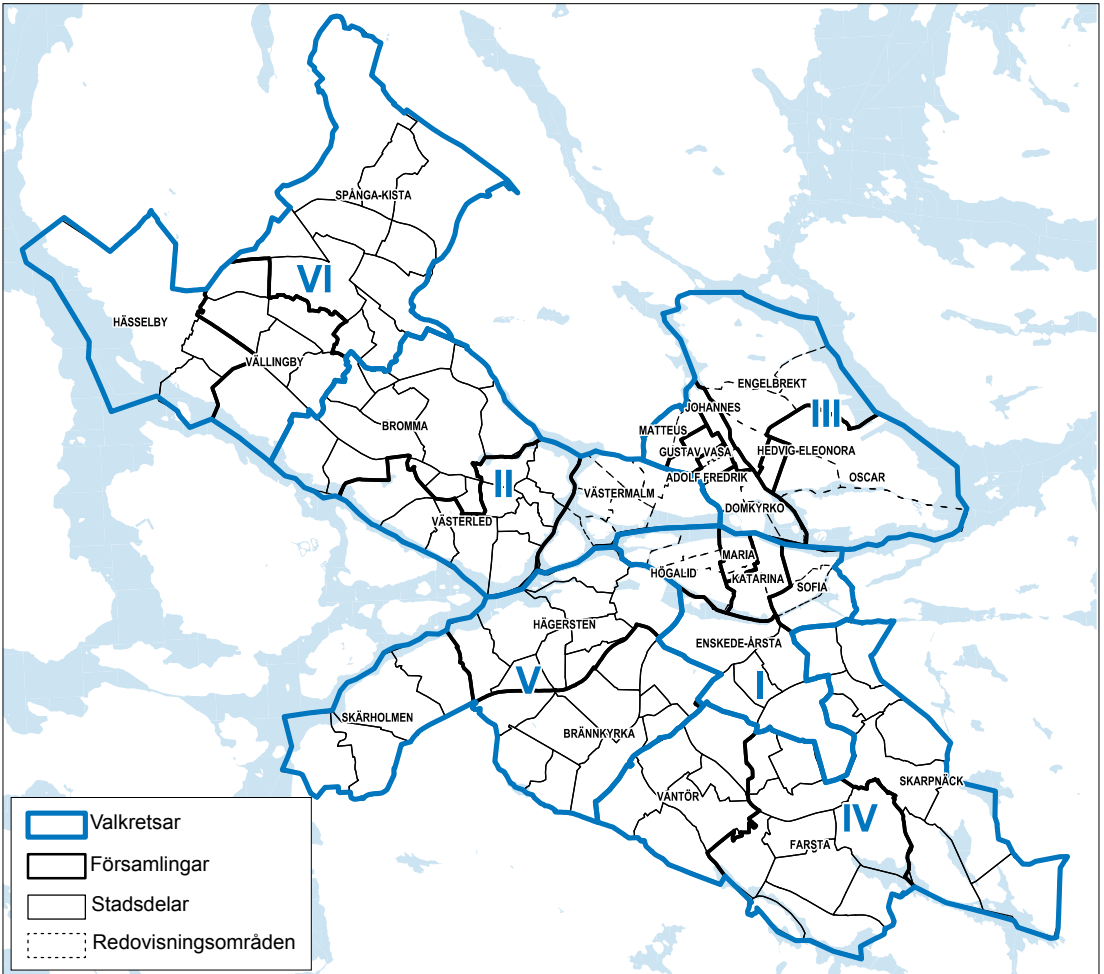 SPÅNGA-KISTA
VI
HÄSSELBY
VÄLLINGBY
BROMMA
II
VÄSTERLED
VÄSTERMALM
ENGELBREKT
JOHANNES
III
MATTEUS
GUSTAV VASA
HEDVIG-ELEONORA
ADOLF FREDRIK
OSCAR
DOMKYRKO
MARIA
HÖGALID
KATARINA
SOFIA
HÄGERSTEN
ENSKEDE-ÅRSTA
V
I
SKÄRHOLMEN
BRÄNNKYRKA
SKARPNÄCK
VANTÖR
IV
FARSTA
Valkretsar
Församlingar
Stadsdelar
Redovisningsområden